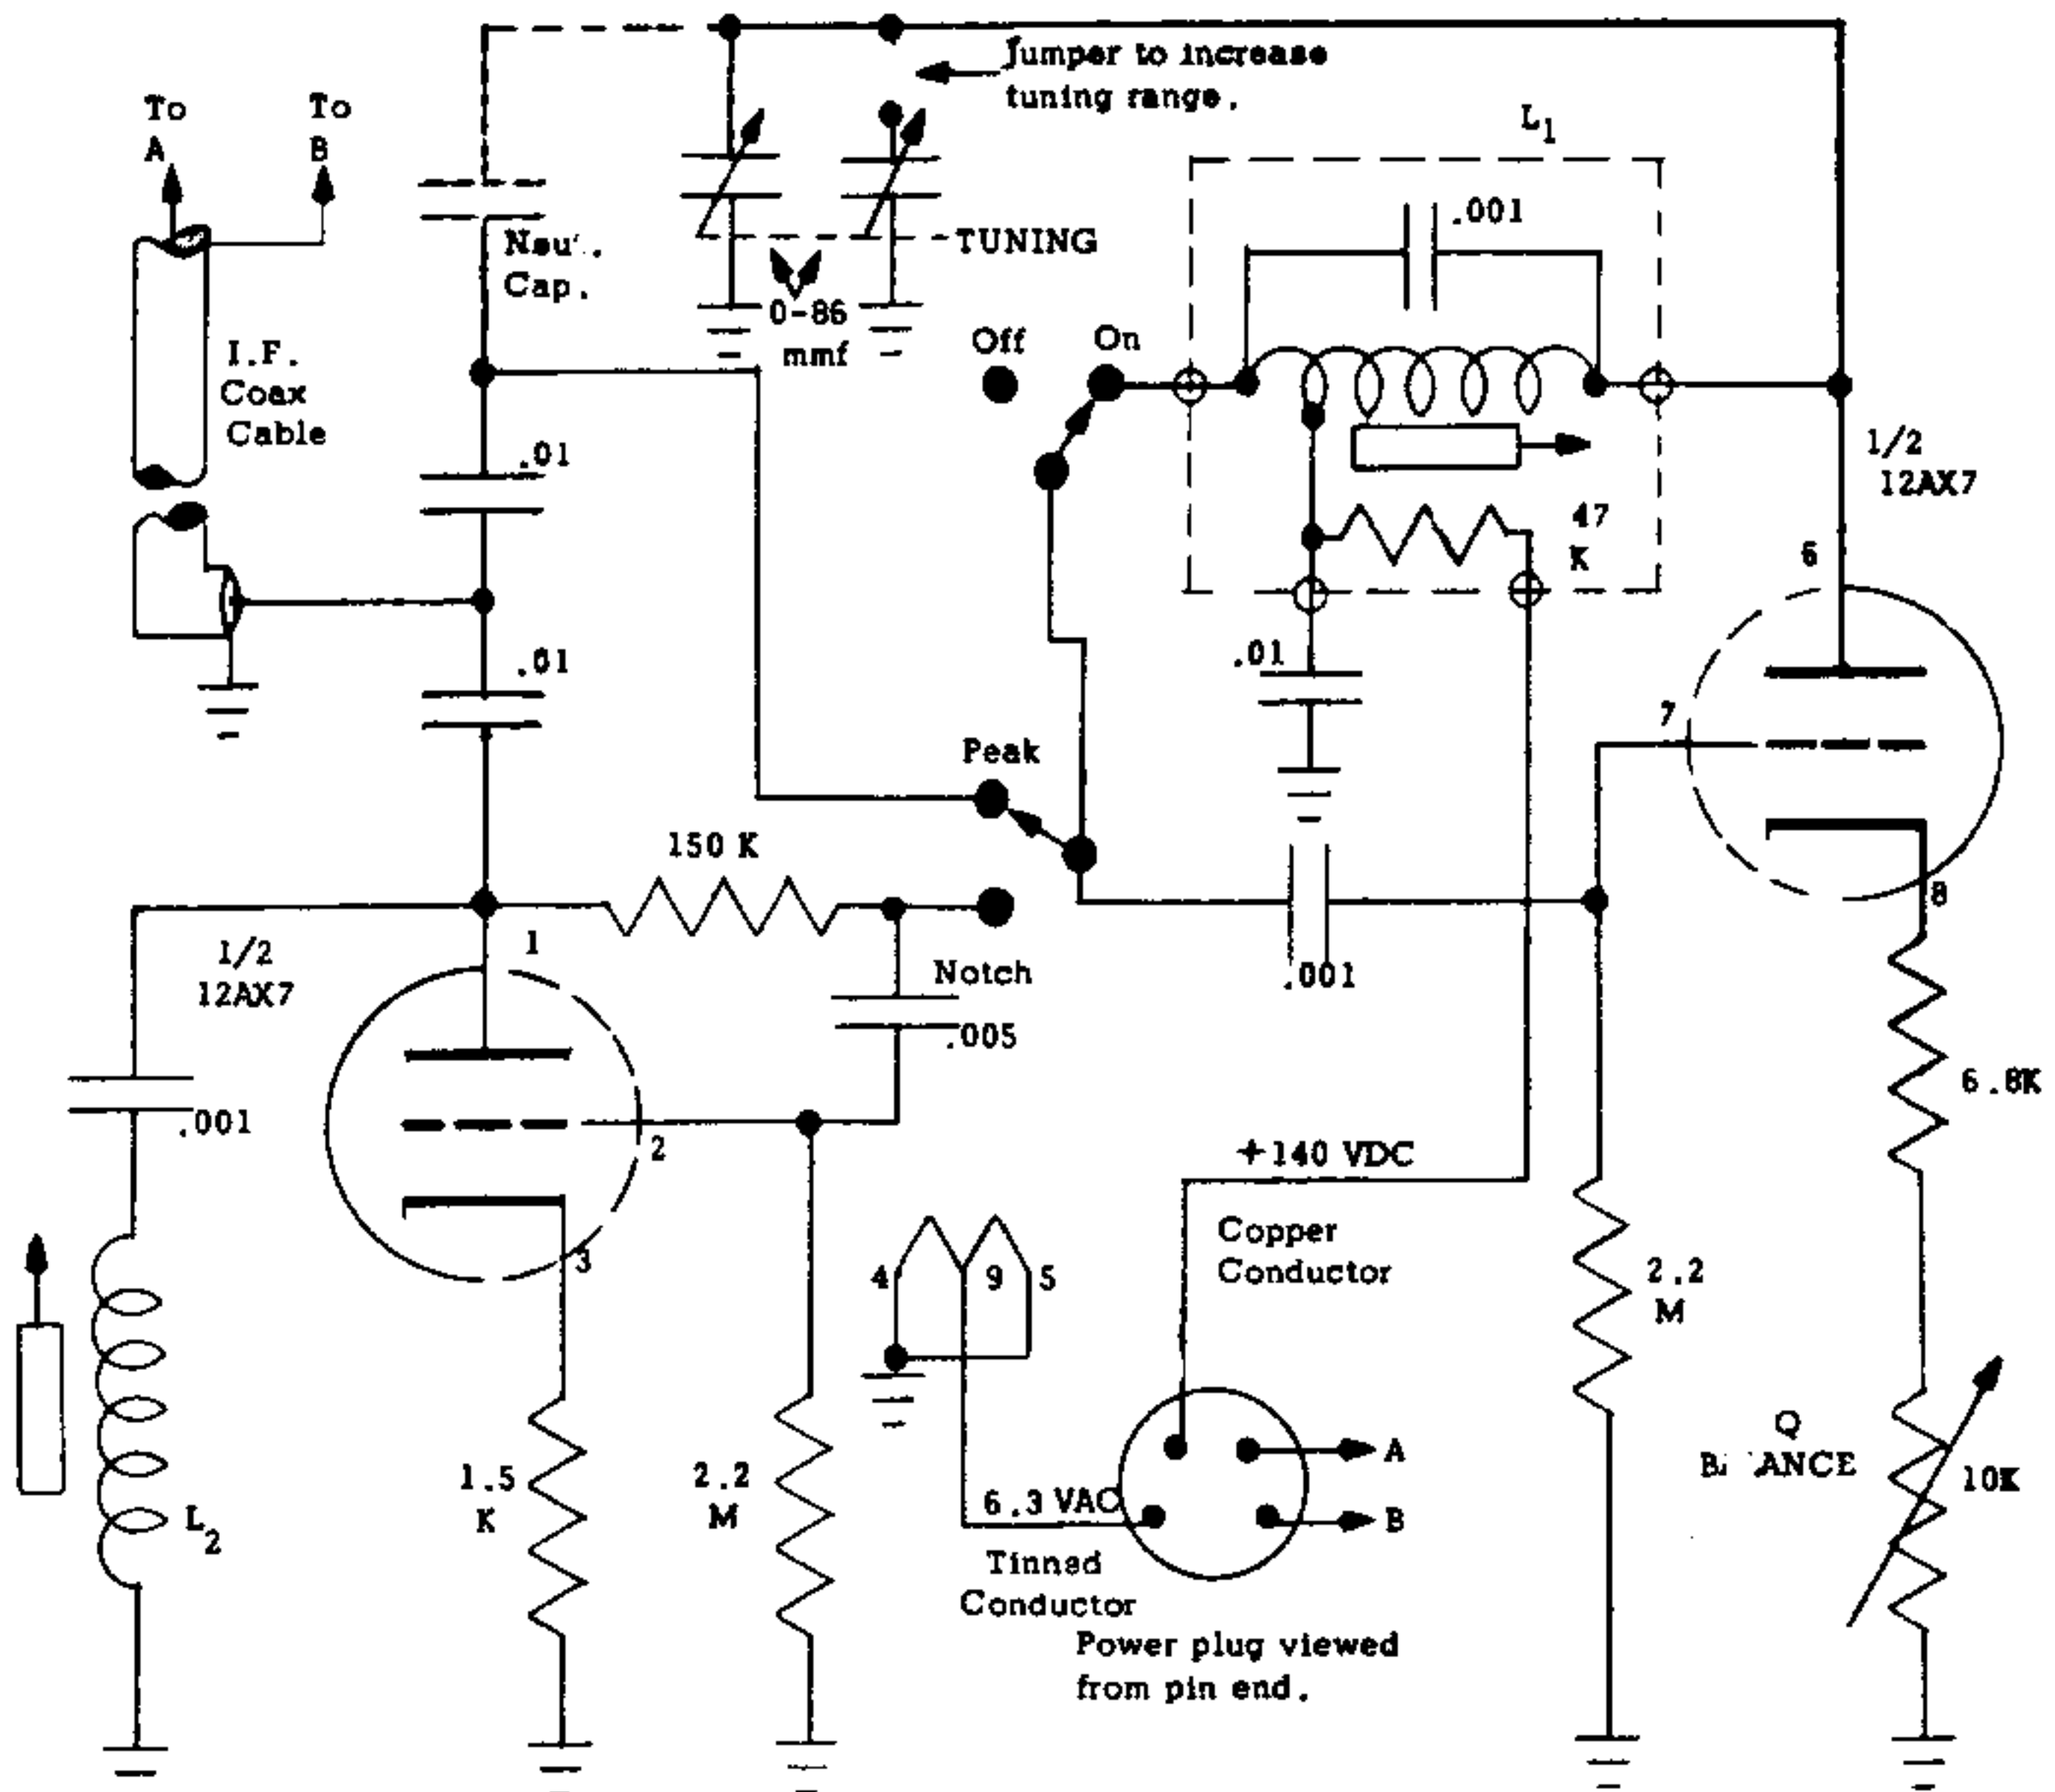 Jumper to increase
tuning range.
To
A
To
B
L1
.001
Cap.
TUNING
0-86
mmf
Off
On
I.F.
Coax
Cable
.01
47
K
1/2
12AX7
6
.01
.01
7
Peak
150 K
8
1
1/2
12AX7
Notch
.001
.005
6.8K
.001
2
+140 VDC
3
Copper
Conductor
4
9
5
2.2
M
Q
10K
1.5
K
2.2
M
A
6.3 VAC
B
L2
Tinned
Conductor
Power plug viewed
from pin end.